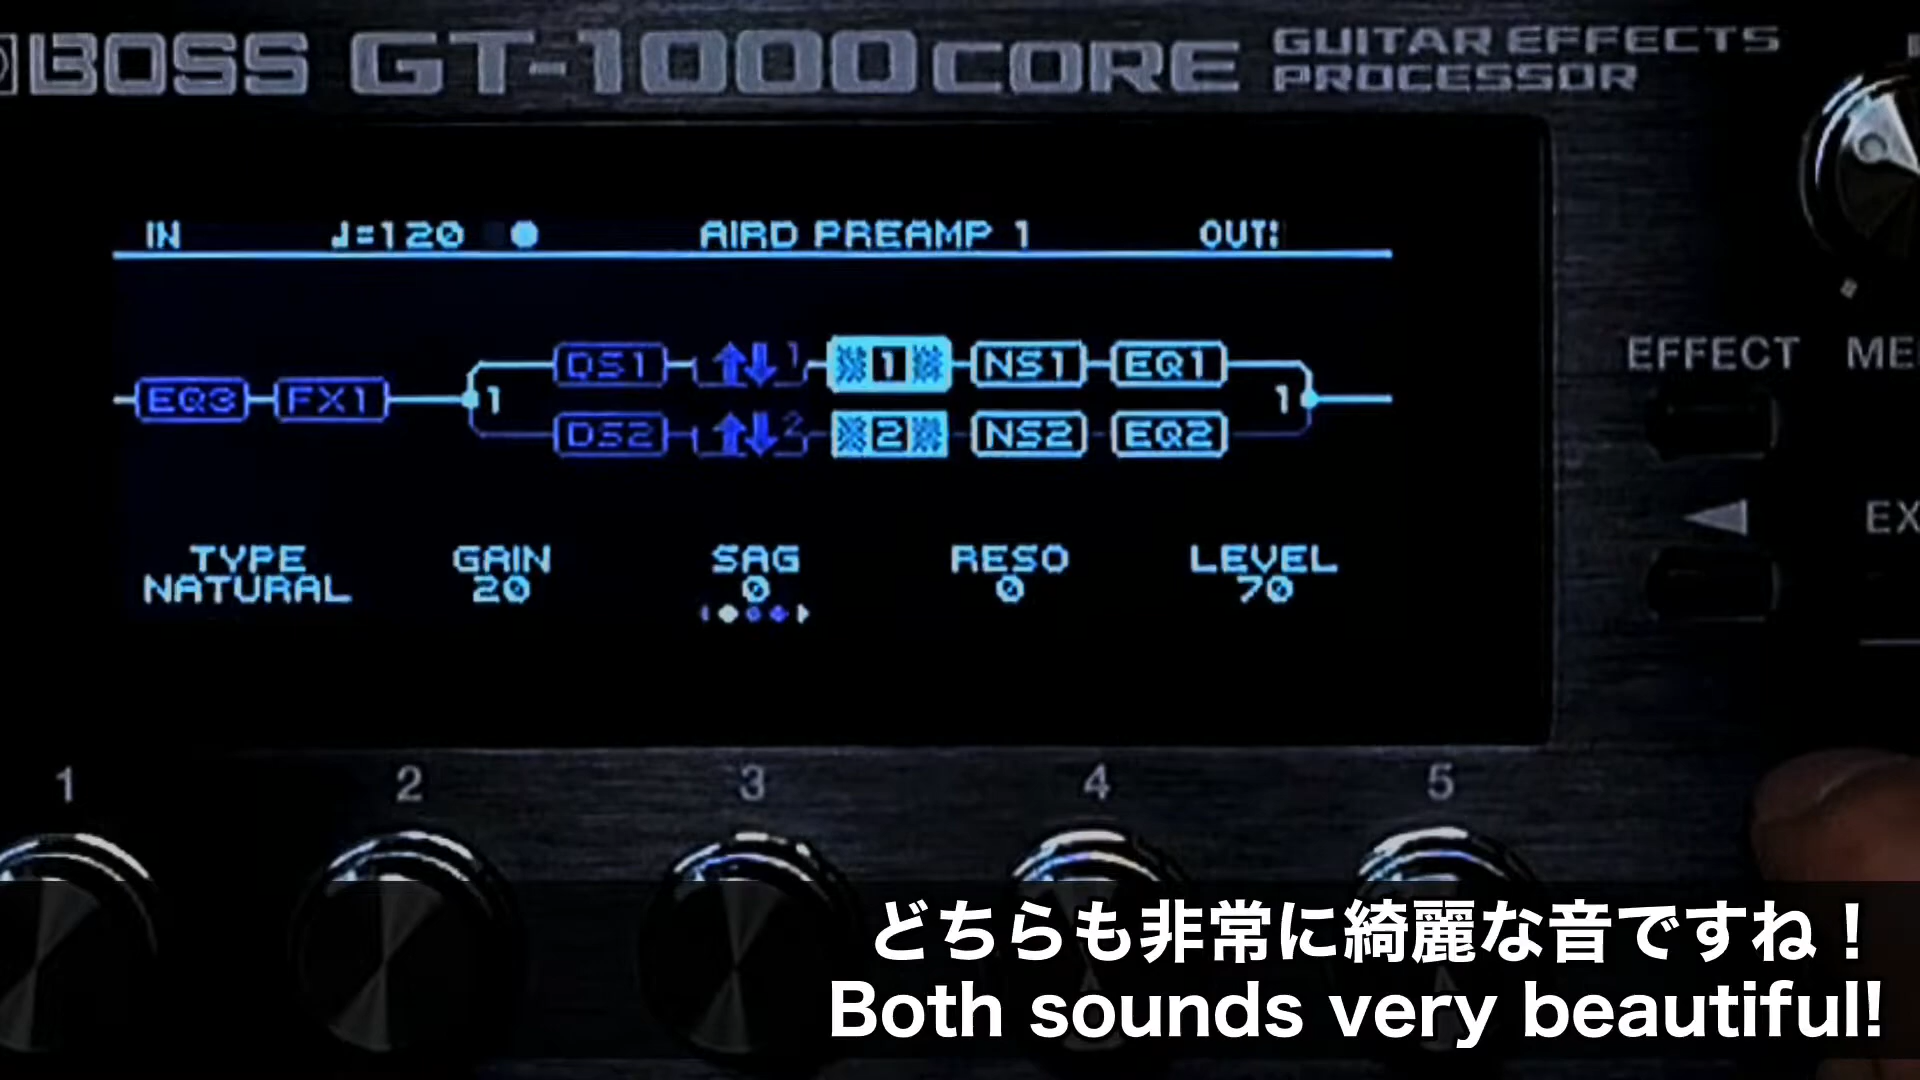 BOSS GT-1000CORE GUITAR EFFECTS PROCESSOR
IN ♩=120 AIRD PREAMP 1 OUT:
DS1 1 1 NS1 EQ1
EQ3 FX1 1 1
DS2 2 2 NS2 EQ2
TYPE GAIN SAG RESO LEVEL
NATURAL 20 0 0 70
EFFECT
1 2 3 4 5
どちらも非常に綺麗な音ですね！
Both sounds very beautiful!